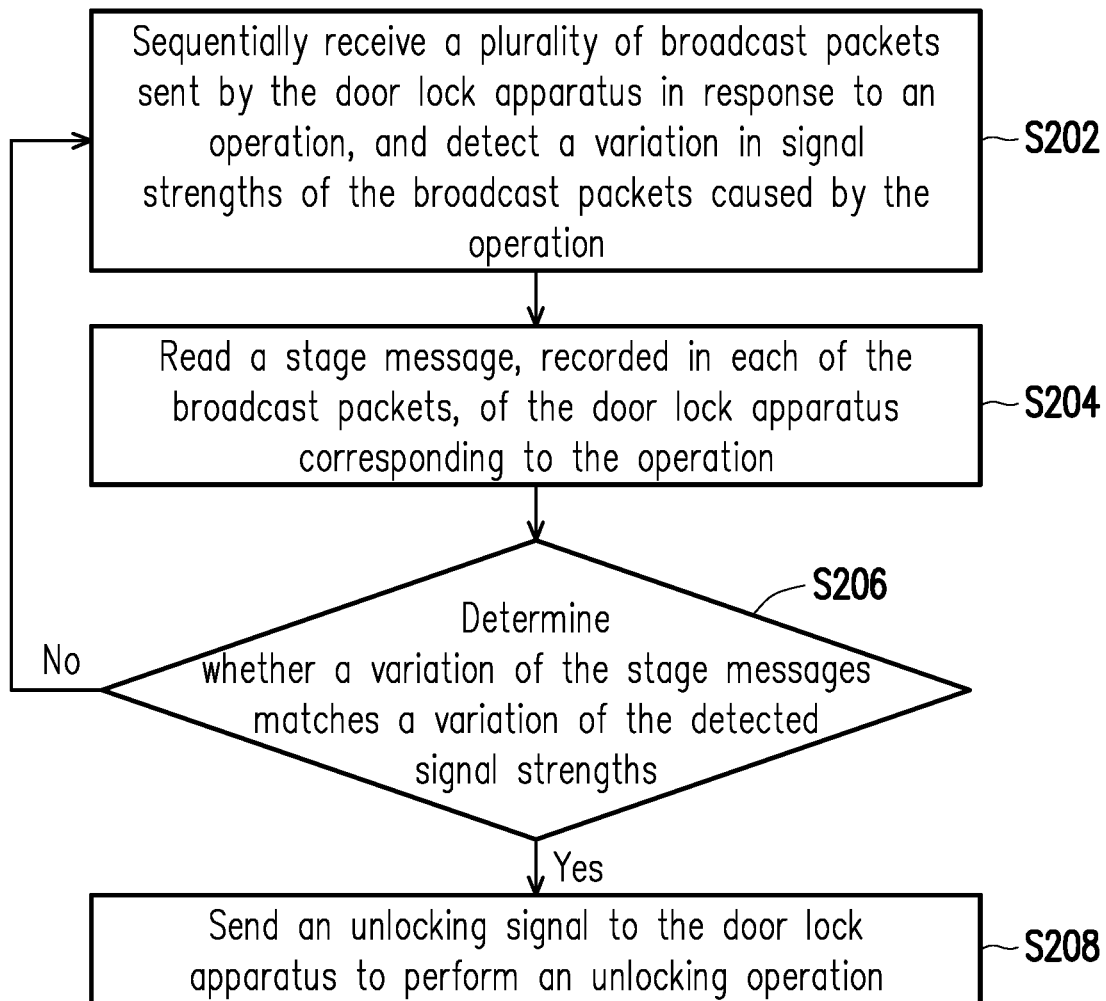 Sequentially receive a plurality of broadcast packets
sent by the door lock apparatus in response to an
operation, and detect a variation in signal
strengths of the broadcast packets caused by the
operation
S202
Read a stage message, recorded in each of the
broadcast packets, of the door lock apparatus
corresponding to the operation
S204
S206
Determine
whether a variation of the stage messages
matches a variation of the detected
signal strengths
No
Yes
Send an unlocking signal to the door lock
apparatus to perform an unlocking operation
S208